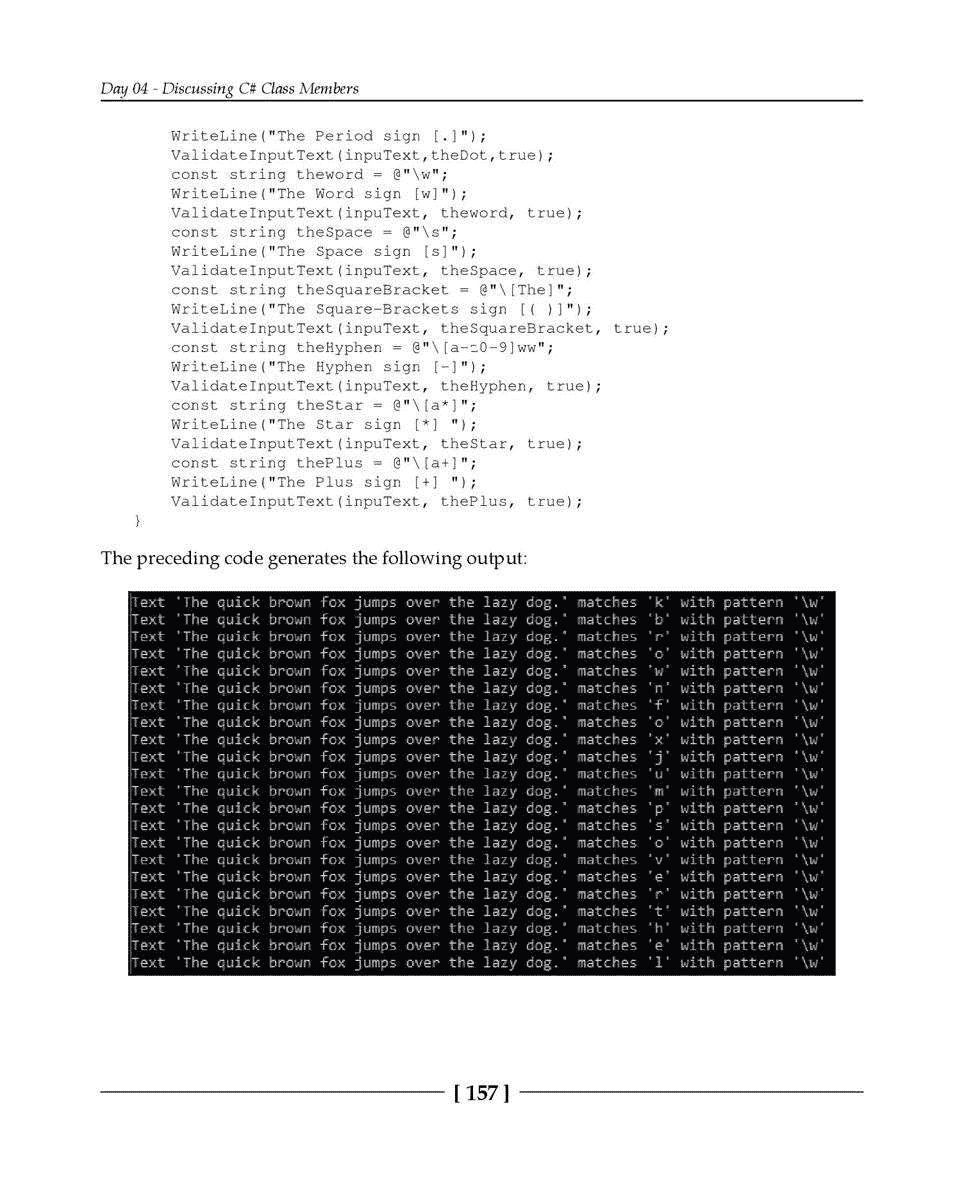 Day 04 - Discussing C# Class Members
WriteLine("The Period sign [.]");
ValidateInputText(inpuText,theDot,true);
const string theword = @"\w";
WriteLine("The Word sign [w]");
ValidateInputText(inpuText, theword, true);
const string theSpace = @"\s";
WriteLine("The Space sign [s]");
ValidateInputText(inpuText, theSpace, true);
const string theSquareBracket = @"\[The]";
WriteLine("The Square-Brackets sign [( )]");
ValidateInputText(inpuText, theSquareBracket, true);
const string theHyphen = @"\[a-z0-9]ww";
WriteLine("The Hyphen sign [-]");
ValidateInputText(inpuText, theHyphen, true);
const string theStar = @"\[a*]";
WriteLine("The Star sign [*] ");
ValidateInputText(inpuText, theStar, true);
const string thePlus = @"\[a+]";
WriteLine("The Plus sign [+] ");
ValidateInputText(inpuText, thePlus, true);
}
The preceding code generates the following output:
Text 'The quick brown fox jumps over the lazy dog.' matches 'k' with pattern '\w'
Text 'The quick brown fox jumps over the lazy dog.' matches 'b' with pattern '\w'
Text 'The quick brown fox jumps over the lazy dog.' matches 'r' with pattern '\w'
Text 'The quick brown fox jumps over the lazy dog.' matches 'o' with pattern '\w'
Text 'The quick brown fox jumps over the lazy dog.' matches 'w' with pattern '\w'
Text 'The quick brown fox jumps over the lazy dog.' matches 'n' with pattern '\w'
Text 'The quick brown fox jumps over the lazy dog.' matches 'f' with pattern '\w'
Text 'The quick brown fox jumps over the lazy dog.' matches 'o' with pattern '\w'
Text 'The quick brown fox jumps over the lazy dog.' matches 'x' with pattern '\w'
Text 'The quick brown fox jumps over the lazy dog.' matches 'j' with pattern '\w'
Text 'The quick brown fox jumps over the lazy dog.' matches 'u' with pattern '\w'
Text 'The quick brown fox jumps over the lazy dog.' matches 'm' with pattern '\w'
Text 'The quick brown fox jumps over the lazy dog.' matches 'p' with pattern '\w'
Text 'The quick brown fox jumps over the lazy dog.' matches 's' with pattern '\w'
Text 'The quick brown fox jumps over the lazy dog.' matches 'o' with pattern '\w'
Text 'The quick brown fox jumps over the lazy dog.' matches 'v' with pattern '\w'
Text 'The quick brown fox jumps over the lazy dog.' matches 'e' with pattern '\w'
Text 'The quick brown fox jumps over the lazy dog.' matches 'r' with pattern '\w'
Text 'The quick brown fox jumps over the lazy dog.' matches 't' with pattern '\w'
Text 'The quick brown fox jumps over the lazy dog.' matches 'h' with pattern '\w'
Text 'The quick brown fox jumps over the lazy dog.' matches 'e' with pattern '\w'
Text 'The quick brown fox jumps over the lazy dog.' matches 'l' with pattern '\w'
[ 157 ]